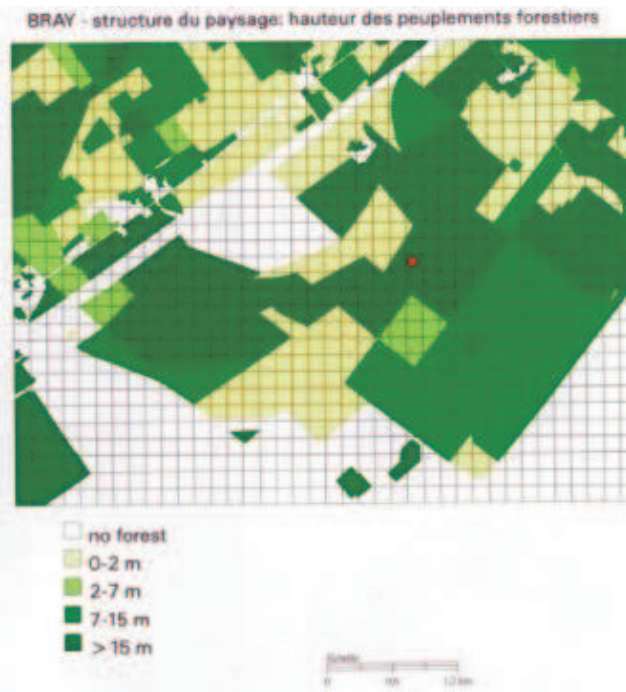 BRAY - structure du paysage: hauteur des peuplements forestiers
no forest
0-2 m
2-7 m
7-15 m
> 15 m
0